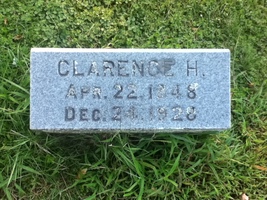 CLARENCE H.
APR. 22, 1848
DEC. 24, 1928